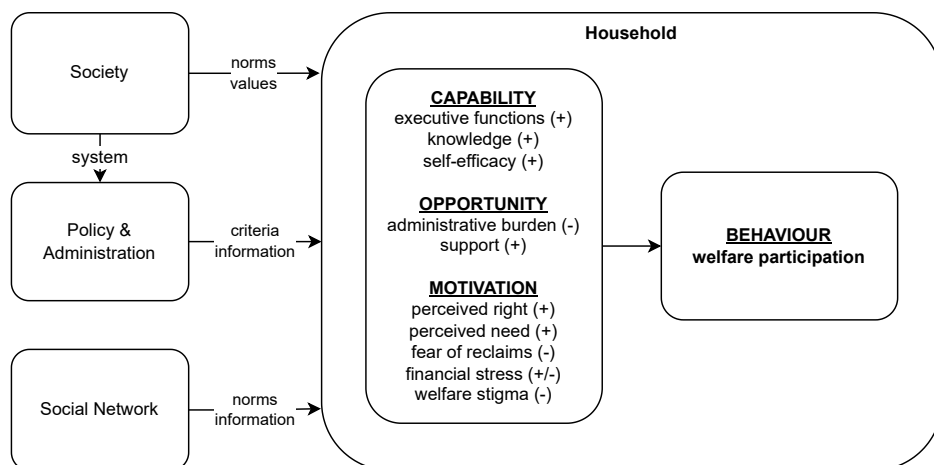 Society
norms
values
system
Policy &
Administration
criteria
information
Social Network
norms
information
Household
CAPABILITY
executive functions (+)
knowledge (+)
self-efficacy (+)
OPPORTUNITY
administrative burden (-)
support (+)
MOTIVATION
perceived right (+)
perceived need (+)
fear of reclaims (-)
financial stress (+/-)
welfare stigma (-)
BEHAVIOUR
welfare participation